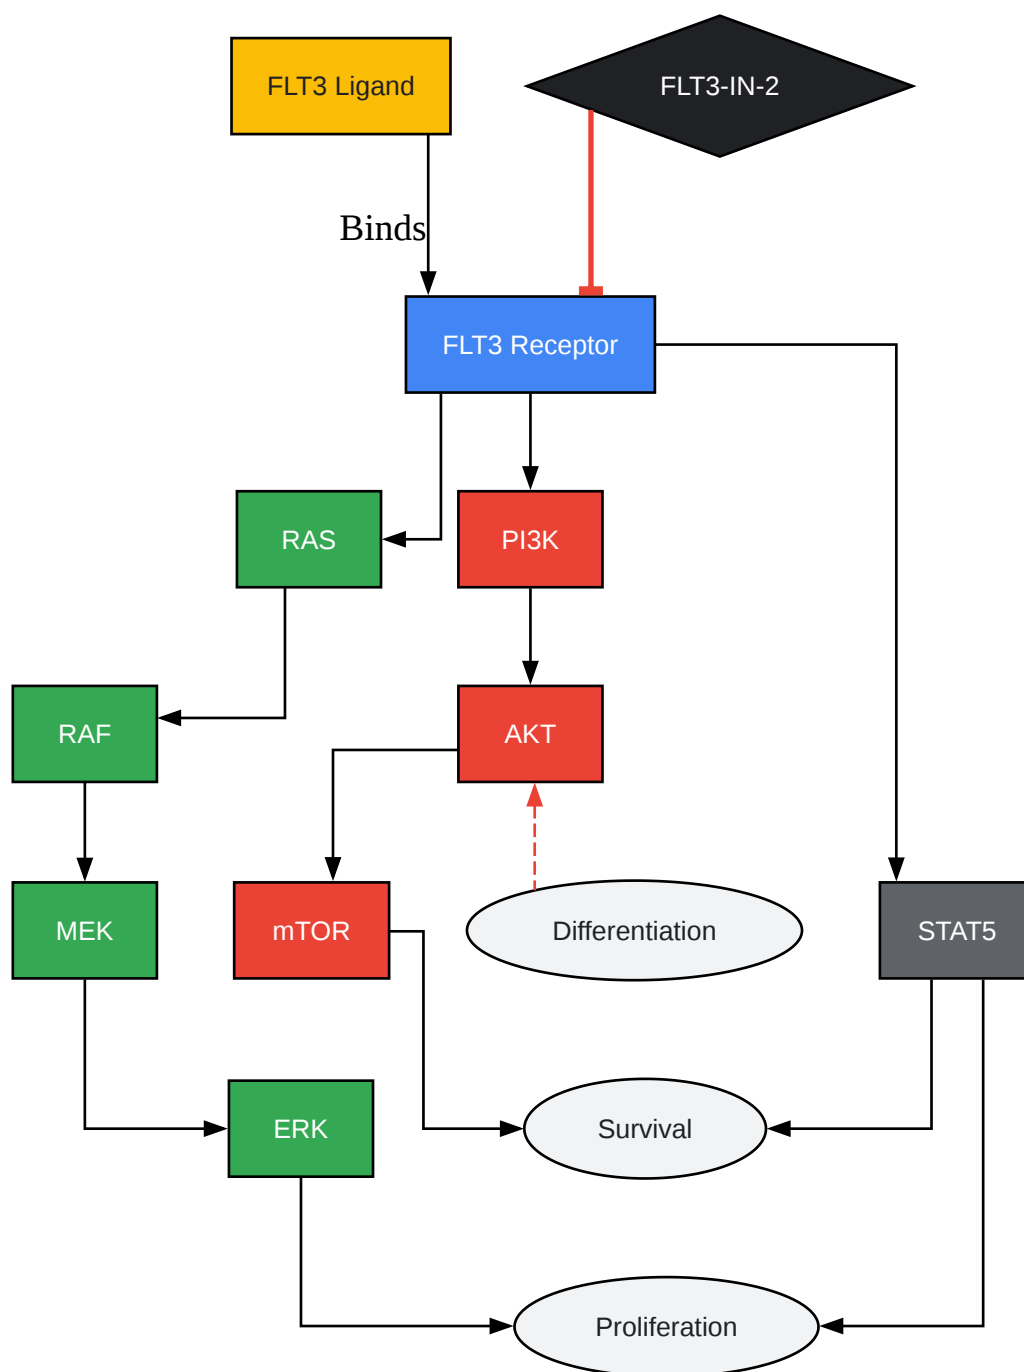 FLT3 Ligand
FLT3-IN-2
Binds
FLT3 Receptor
RAS
PI3K
RAF
AKT
MEK
mTOR
Differentiation
STAT5
ERK
Survival
Proliferation